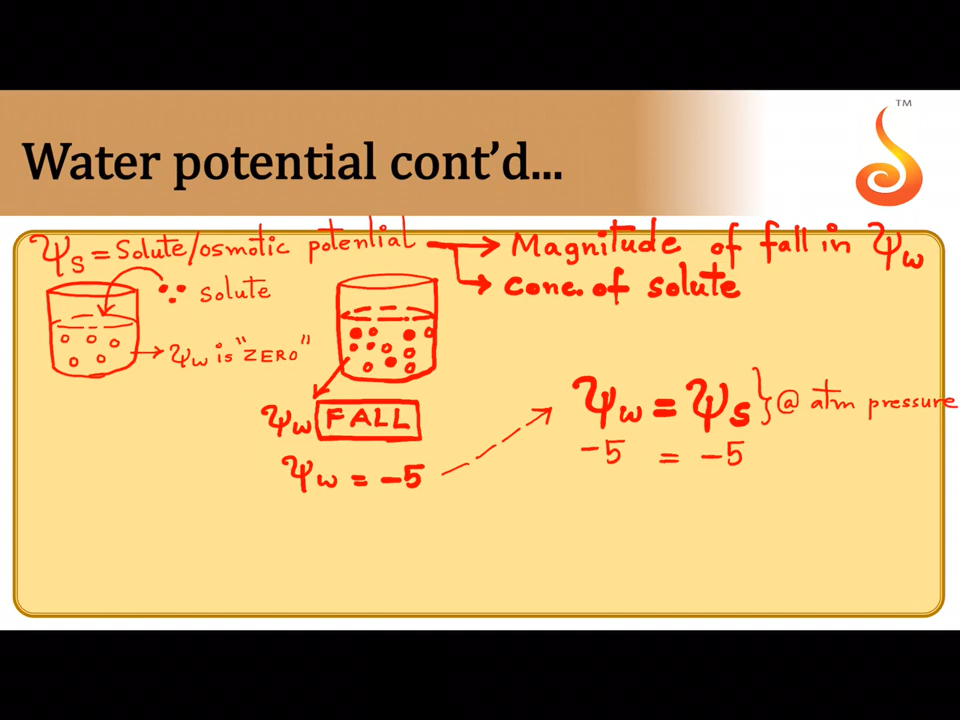 TM
Water potential cont'd...
Ψs = Solute/osmotic potential → Magnitude of fall in Ψw
→ Conc. of solute
solute
→ Ψw is "ZERO"
Ψw FALL
Ψw = Ψs } @ atm pressure
Ψw = -5
-5 = -5